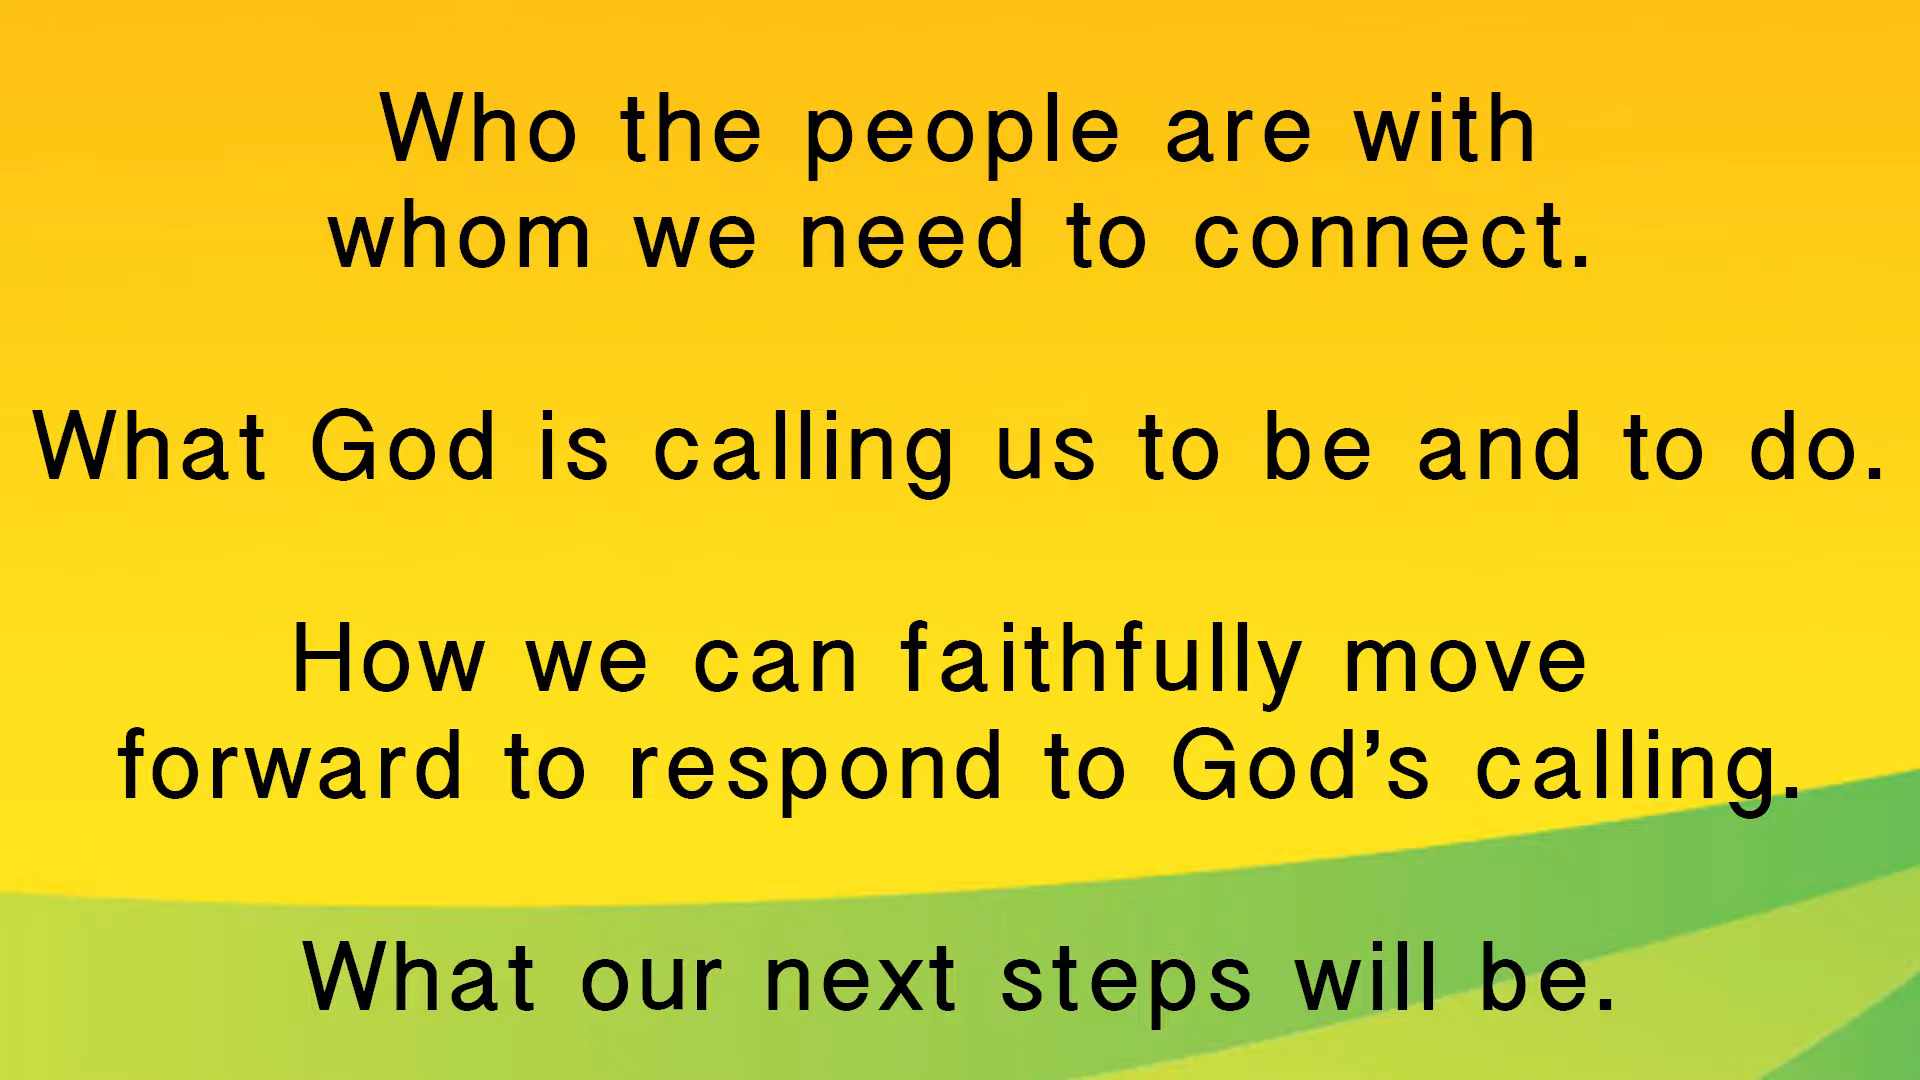 Who the people are with
whom we need to connect.
What God is calling us to be and to do.
How we can faithfully move
forward to respond to God’s calling.
What our next steps will be.